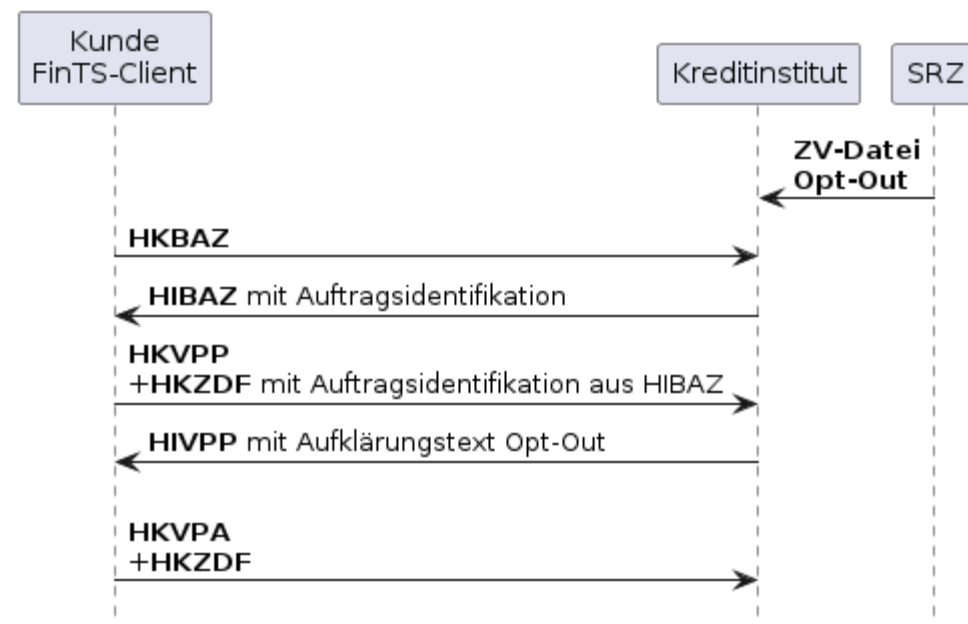 Kunde
FinTS-Client
Kreditinstitut
SRZ
ZV-Datei
Opt-Out
HKBAZ
HIBAZ mit Auftragsidentifikation
HKVPP
+HKZDF mit Auftragsidentifikation aus HIBAZ
HIVPP mit Aufklärungstext Opt-Out
HKVPA
+HKZDF